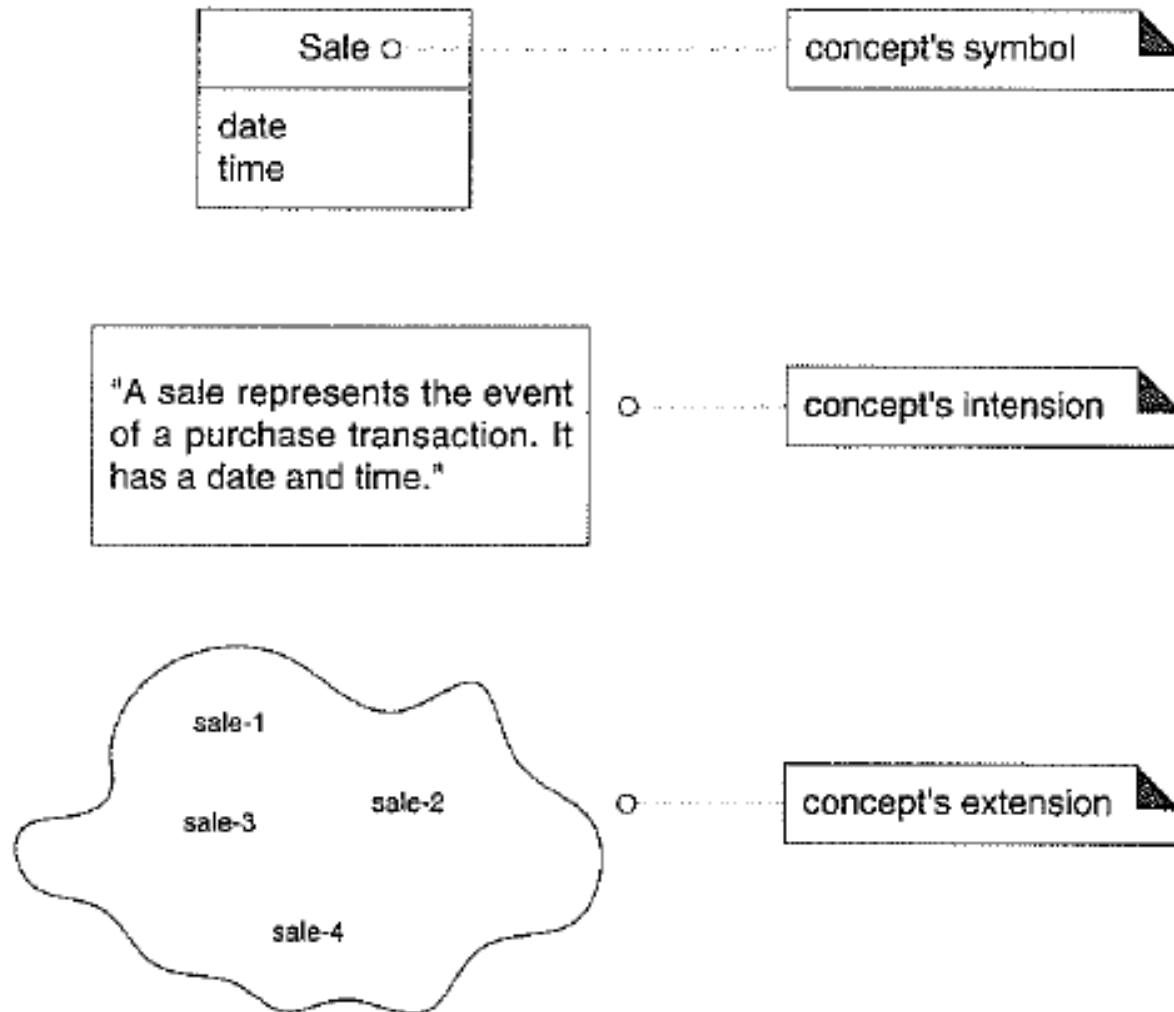 Sale
concept's symbol
date
time
"A sale represents the event
of a purchase transaction. It
has a date and time."
concept's intension
sale-1
sale-2
sale-3
concept's extension
sale-4